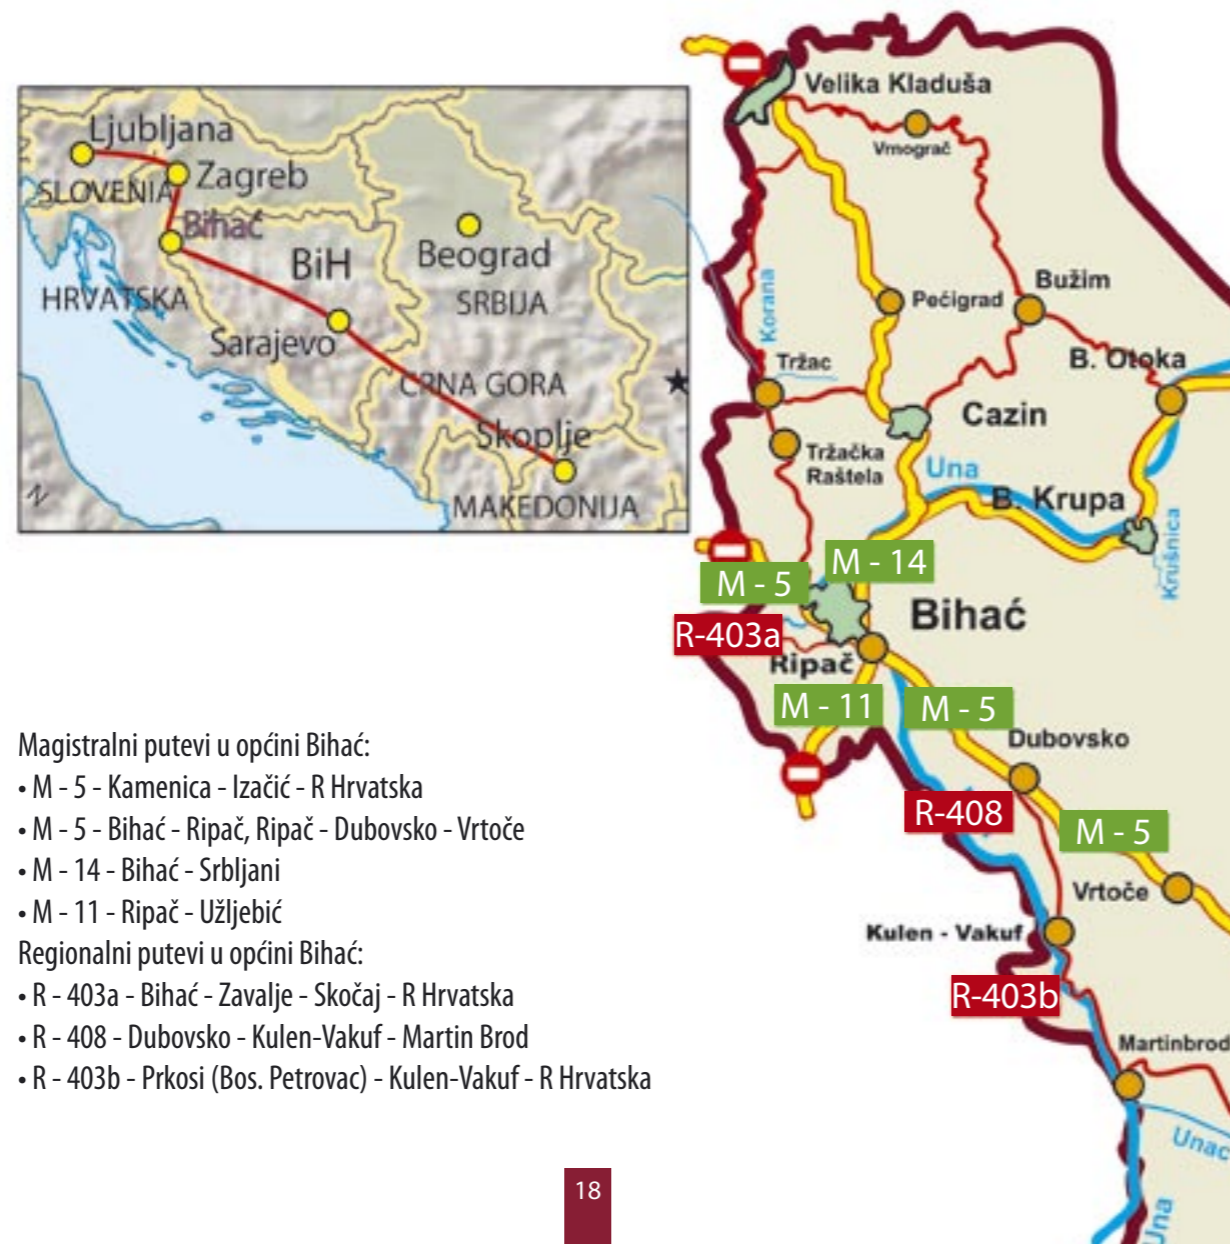 Ljubljana
Zagreb
SLOVENIA
Bihać
BiH
Beograd
HRVATSKA
SRBIJA
Sarajevo
CRNA GORA
Skoplje
MAKEDONIJA
N
Velika Kladuša
Vrnograč
Korana
Pećigrad
Bužim
Tržac
B. Otoka
Cazin
Tržačka
Raštela
Una
B. Krupa
Krušnica
M - 14
M - 5
Bihać
R-403a
Ripač
M - 11
M - 5
Dubovsko
R-408
M - 5
Vrtoče
Kulen - Vakuf
R-403b
Martinbrod
Unac
Una
Magistralni putevi u općini Bihać:
• M - 5 - Kamenica - Izačić - R Hrvatska
• M - 5 - Bihać - Ripač, Ripač - Dubovsko - Vrtoče
• M - 14 - Bihać - Srbljani
• M - 11 - Ripač - Užljebić
Regionalni putevi u općini Bihać:
• R - 403a - Bihać - Zavalje - Skočaj - R Hrvatska
• R - 408 - Dubovsko - Kulen-Vakuf - Martin Brod
• R - 403b - Prkosi (Bos. Petrovac) - Kulen-Vakuf - R Hrvatska
18